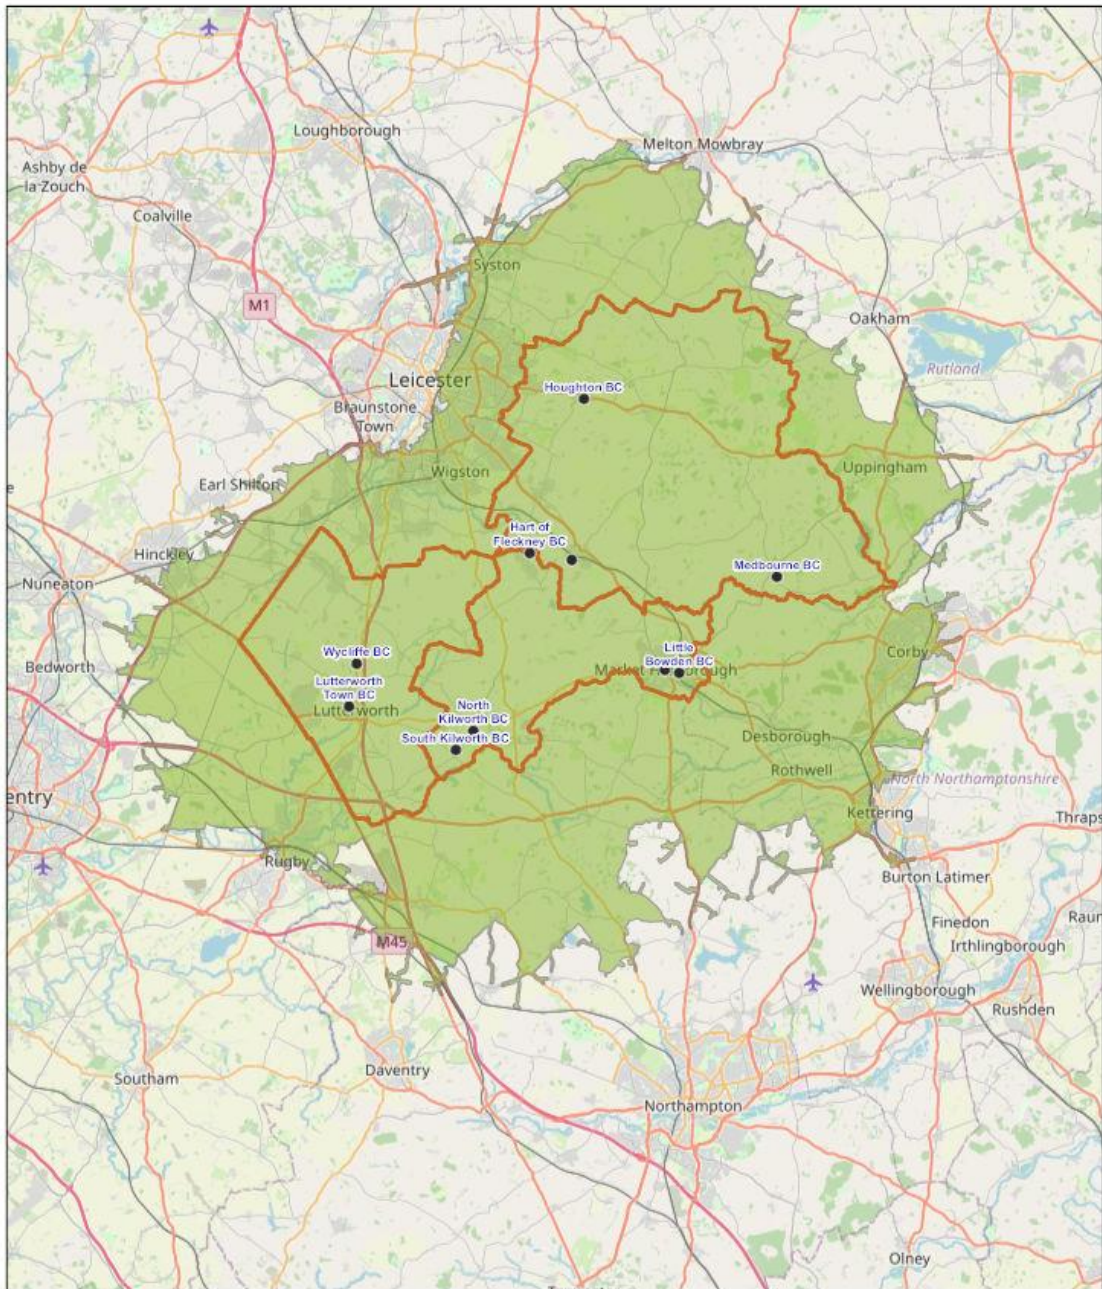 Loughborough
Melton Mowbray
Ashby de
la Zouch
Coalville
Syston
M1
Oakham
Rutland
Leicester
Houghton BC
Braunstone
Town
Wigston
Uppingham
Earl Shilton
Hinckley
Hart of
Fleckney BC
Nuneaton
Medbourne BC
Bedworth
Wycliffe BC
Little
Bowden BC
Corby
Lutterworth
Town BC
Lutterworth
North
Kilworth BC
South Kilworth BC
Desborough
Rothwell
North Northamptonshire
entry
Kettering
Thraps
Rugby
Burton Latimer
Finedon
Raun
Irthlingborough
M45
Wellingborough
Rushden
Southam
Daventry
Northampton
Olney